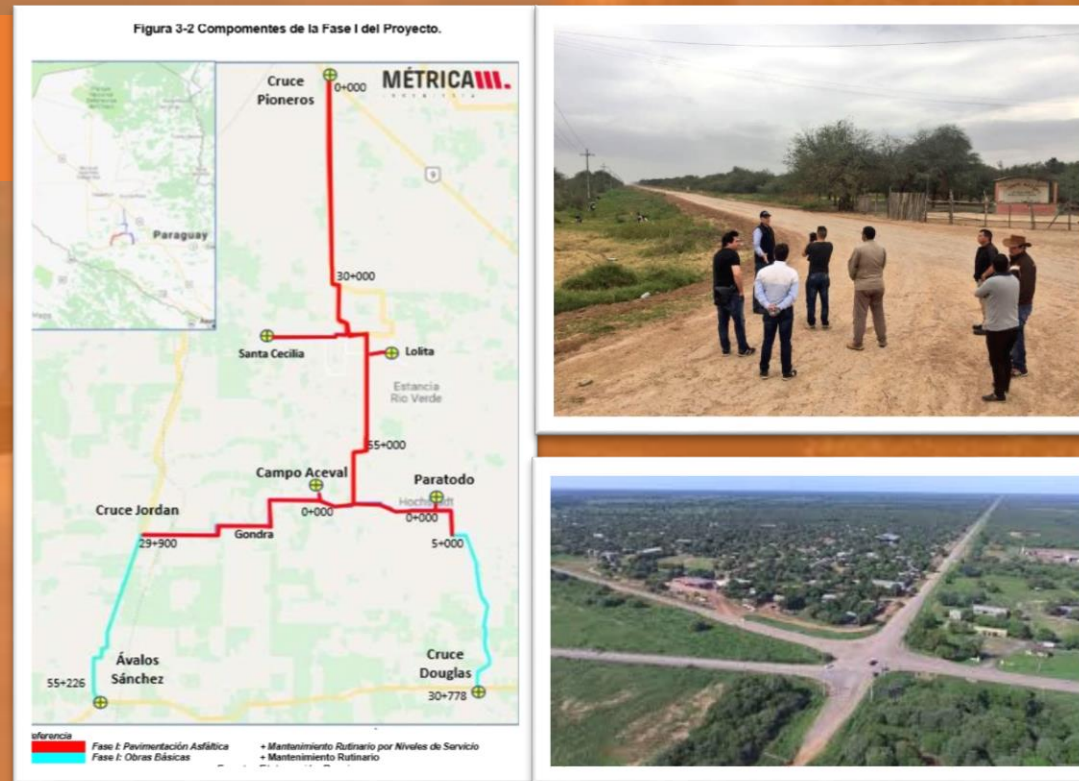 Figura 3-2 Compomentes de la Fase I del Proyecto.
MÉTRICA
Cruce
Pioneros
0+000
9
Paraguay
30+000
Santa Cecilia
Lolita
Estancia
Rio Verde
55+000
Campo Aceval
Paratodo
Cruce Jordan
0+000
0+000
29+900
Gondra
5+000
Ávalos
Sánchez
Cruce
Douglas
55+226
30+778
Fase I: Pavimentación Asfáltica + Mantenimiento Rutinario por Niveles de Servicio
Fase I: Obras Básicas + Mantenimiento Rutinario